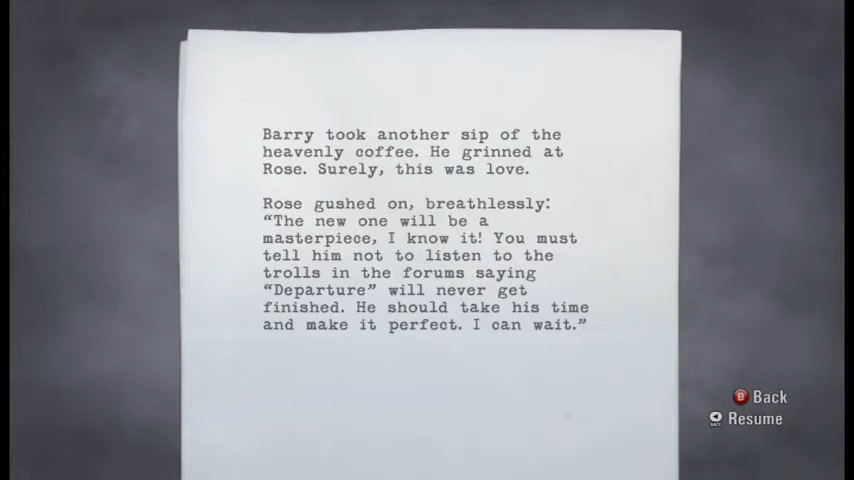 Barry took another sip of the
heavenly coffee. He grinned at
Rose. Surely, this was love.
Rose gushed on, breathlessly:
“The new one will be a
masterpiece, I know it! You must
tell him not to listen to the
trolls in the forums saying
“Departure” will never get
finished. He should take his time
and make it perfect. I can wait.”
B Back
BACK Resume